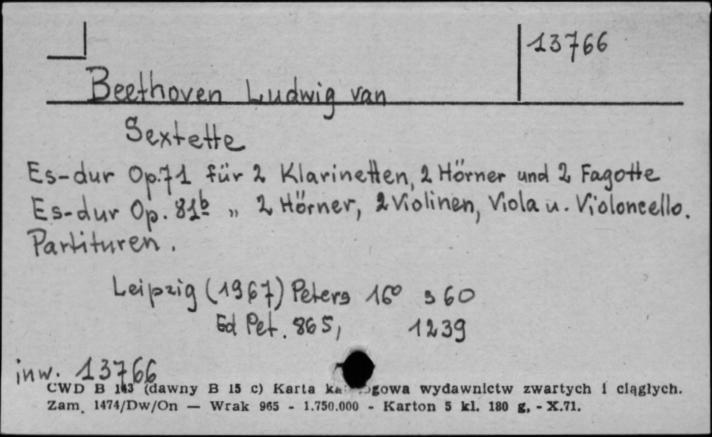 13766
Beethoven Ludwig van
Sextette
Es-dur Op.71 für 2 Klarinetten, 2 Hörner und 2 Fagotte
Es-dur Op. 81b " 2 Hörner, 2 Violinen, Viola u. Violoncello.
Partituren.
Leipzig (1967) Peters 16° s 60
Ed Pet. 865, 1239
inw. 13766
CWD B 143 (dawny B 15 c) Karta wydawnictw zwartych i ciągłych.
Zam. 1474/Dw/On — Wrak 965 - 1.750.000 - Karton 5 kl. 180 g, - X.71.